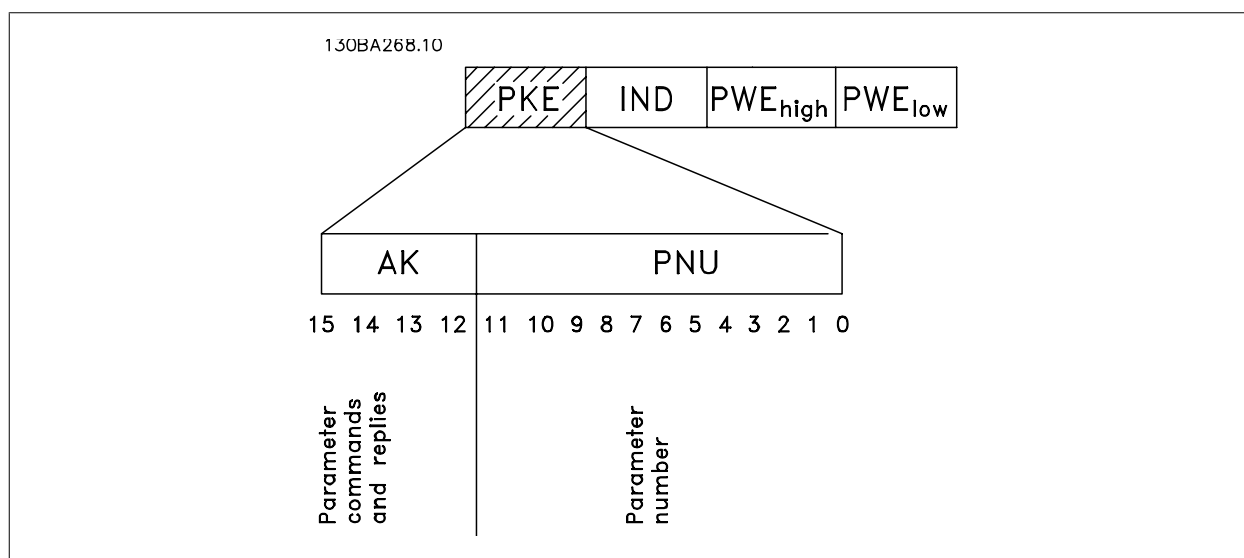 130BA268.10
PKE IND PWEhigh PWElow
AK PNU
15 14 13 12 11 10 9 8 7 6 5 4 3 2 1 0
Parameter
commands
and replies
Parameter
number